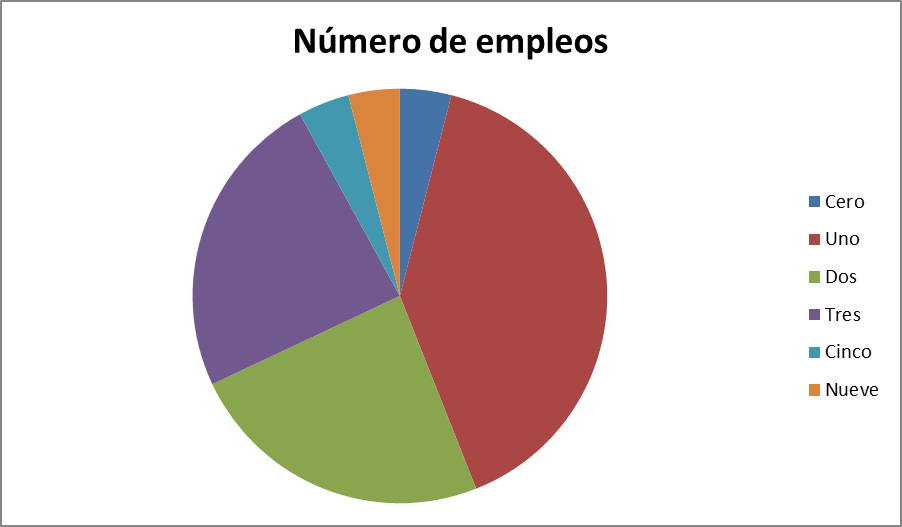 Número de empleos
Cero
Uno
Dos
Tres
Cinco
Nueve